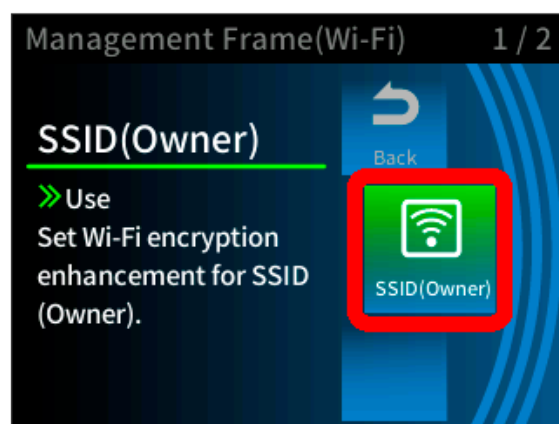 Management Frame(Wi-Fi) 1 / 2
SSID(Owner)
Back
Use
Set Wi-Fi encryption
enhancement for SSID
(Owner).
SSID(Owner)